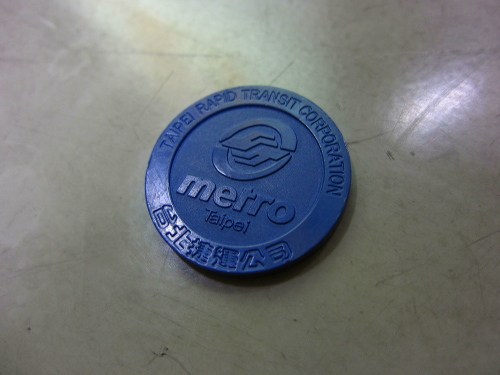 TAIPEI RAPID TRANSIT CORPORATION
metro
Taipei
台北捷運公司